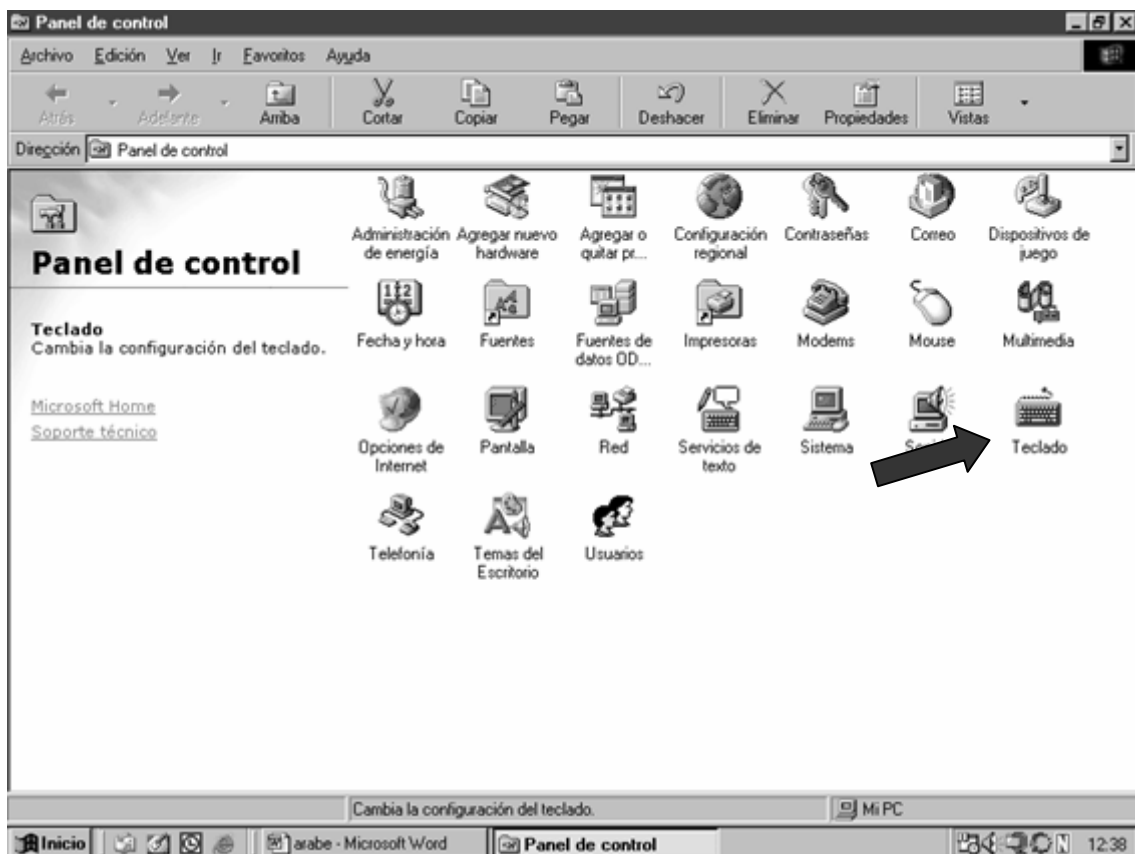 Panel de control
Archivo Edición Ver Ir Favoritos Ayuda
Atrás Adelante Arriba Cortar Copiar Pegar Deshacer Eliminar Propiedades Vistas
Dirección Panel de control
Panel de control
Teclado
Cambia la configuración del teclado.
Microsoft Home
Soporte técnico
Administración de energía
Agregar nuevo hardware
Agregar o quitar pr...
Configuración regional
Contraseñas
Correo
Dispositivos de juego
Fecha y hora
Fuentes
Fuentes de datos OD...
Impresoras
Modems
Mouse
Multimedia
Opciones de Internet
Pantalla
Red
Servicios de texto
Sistema
Teclado
Telefonía
Temas del Escritorio
Usuarios
Cambia la configuración del teclado. Mi PC
Inicio arabe - Microsoft Word Panel de control 12:38